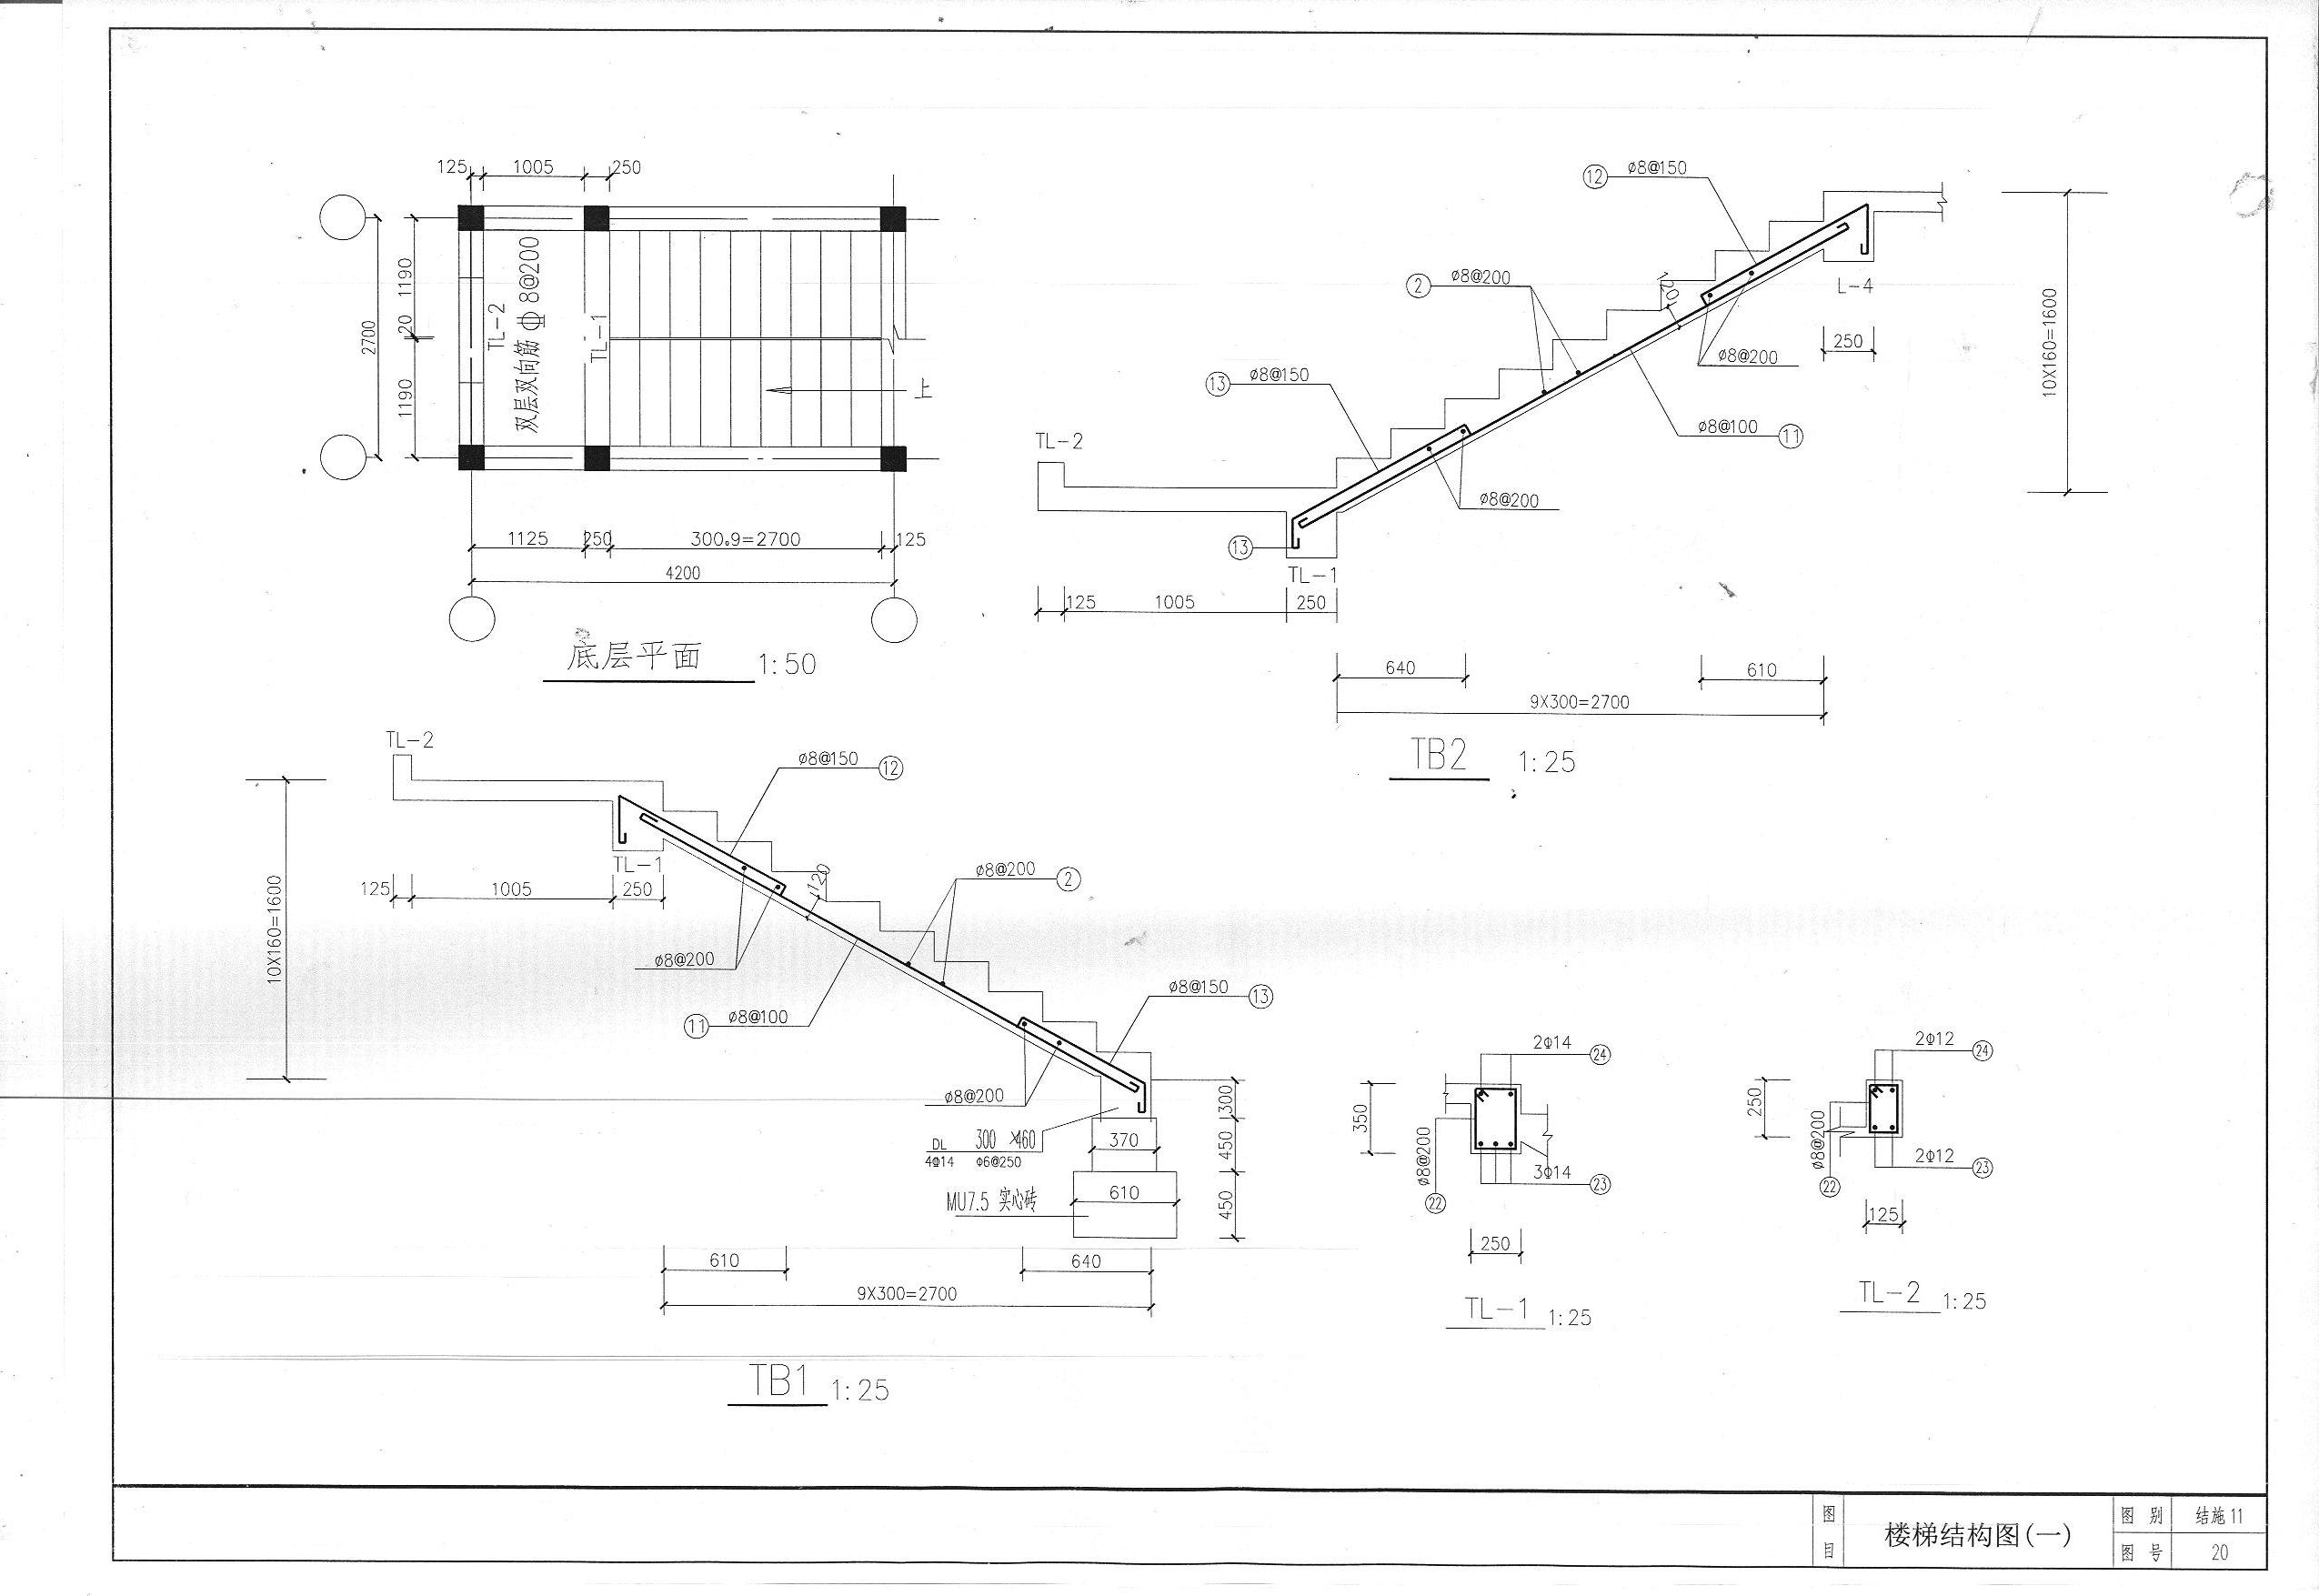 125 1005 250
1190
20
1190
2700
TL-2
双层双向筋 Φ 8@200
TL-1
上
1125 250 300.9=2700 125
4200
底层平面 1:50
⑫ ø8@150
② ø8@200
120
L-4
250
10X160=1600
ø8@200
⑬ ø8@150
ø8@100 ⑪
TL-2
ø8@200
⑬
TL-1
125 1005 250
640 610
9X300=2700
TB2 1:25
TL-2
ø8@150 ⑫
TL-1
125 1005 250
10X160=1600
120
ø8@200 ②
ø8@200
⑪ ø8@100
ø8@150 ⑬
ø8@200
300
450
450
DL 300 X460
4Φ14 Φ6@250
370
MU7.5 实心砖
610
610 640
9X300=2700
TB1 1:25
2Φ14 ㉔
350
ø8@200
㉒
3Φ14 ㉓
250
TL-1 1:25
2Φ12 ㉔
250
ø8@200
㉒
2Φ12 ㉓
125
TL-2 1:25
图目
楼梯结构图(一)
图别 结施11
图号 20